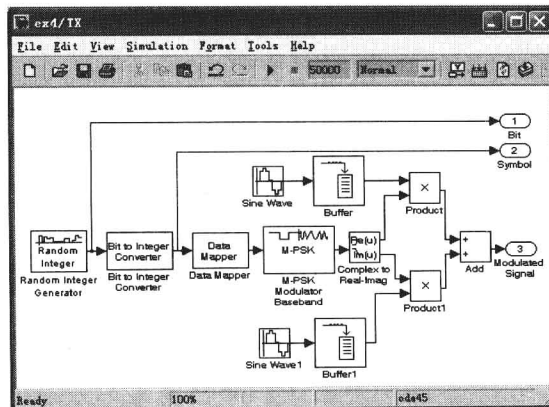 ex4/TX
File Edit View Simulation Format Tools Help
50000 Normal
1
Bit
2
Symbol
Sine Wave
Buffer
×
Product
Random
Integer
Random Integer
Generator
Bit to Integer
Converter
Bit to Integer
Converter
Data
Mapper
Data Mapper
M-PSK
M-PSK
Modulator
Baseband
Re(u)
Im(u)
Complex to
Real-Imag
+
+
Add
3
Modulated
Signal
×
Product1
Sine Wave1
Buffer1
Ready 100% ode45